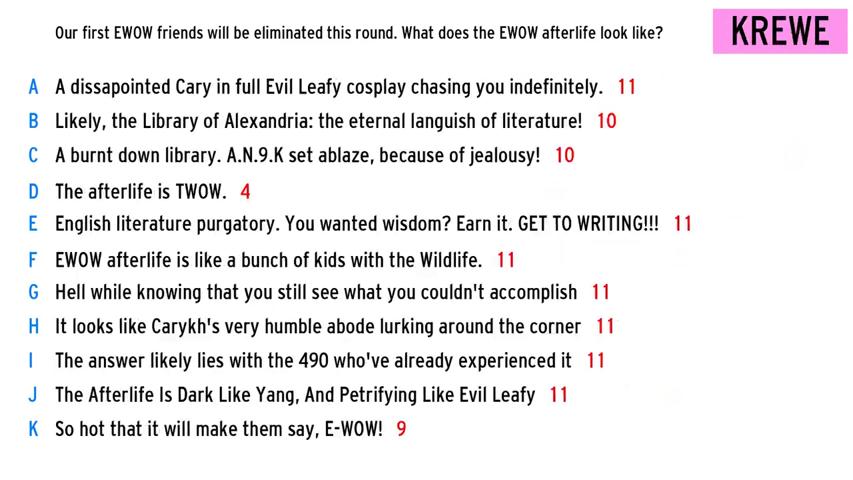 Our first EWOW friends will be eliminated this round. What does the EWOW afterlife look like?
KREWE
A A dissapointed Cary in full Evil Leafy cosplay chasing you indefinitely. 11
B Likely, the Library of Alexandria: the eternal languish of literature! 10
C A burnt down library. A.N.9.K set ablaze, because of jealousy! 10
D The afterlife is TWOW. 4
E English literature purgatory. You wanted wisdom? Earn it. GET TO WRITING!!! 11
F EWOW afterlife is like a bunch of kids with the Wildlife. 11
G Hell while knowing that you still see what you couldn't accomplish 11
H It looks like Carykh's very humble abode lurking around the corner 11
I The answer likely lies with the 490 who've already experienced it 11
J The Afterlife Is Dark Like Yang, And Petrifying Like Evil Leafy 11
K So hot that it will make them say, E-WOW! 9